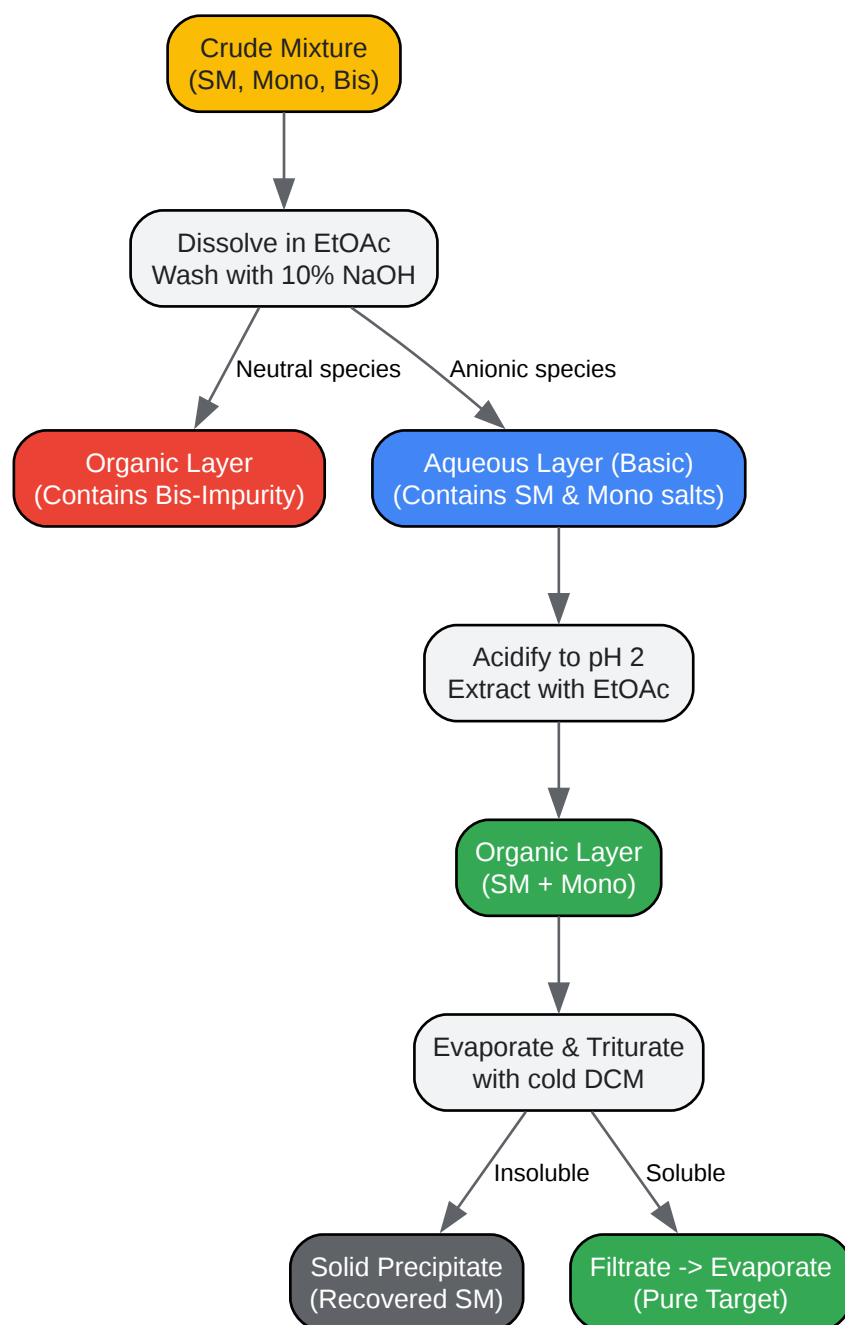 Crude Mixture
(SM, Mono, Bis)
Dissolve in EtOAc
Wash with 10% NaOH
Neutral species
Anionic species
Organic Layer
(Contains Bis-Impurity)
Aqueous Layer (Basic)
(Contains SM & Mono salts)
Acidify to pH 2
Extract with EtOAc
Organic Layer
(SM + Mono)
Evaporate & Triturate
with cold DCM
Insoluble
Soluble
Solid Precipitate
(Recovered SM)
Filtrate -> Evaporate
(Pure Target)